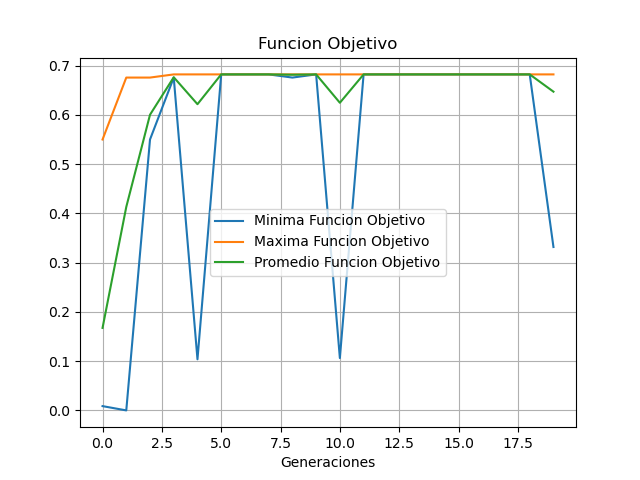 Funcion Objetivo
0.7
0.6
0.5
0.4
0.3
0.2
0.1
0.0
Minima Funcion Objetivo
Maxima Funcion Objetivo
Promedio Funcion Objetivo
0.0 2.5 5.0 7.5 10.0 12.5 15.0 17.5
Generaciones